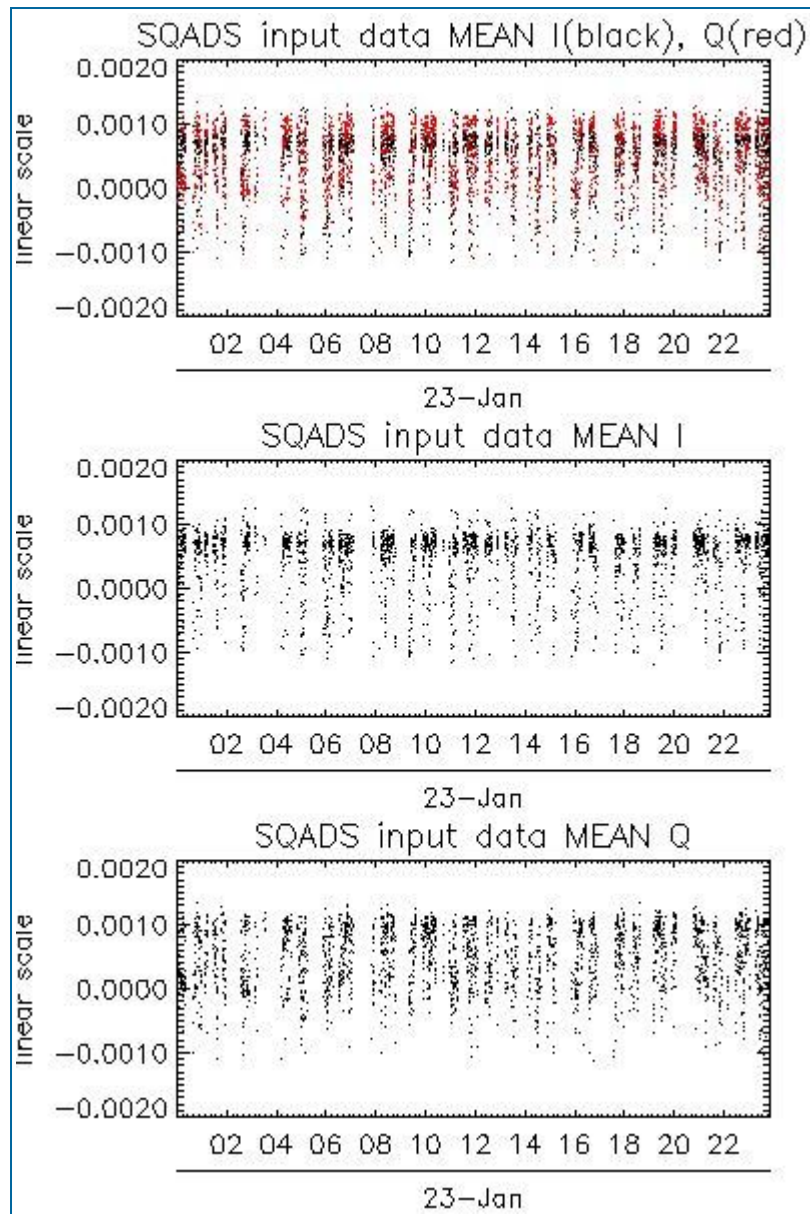 SQADS input data MEAN I(black), Q(red)
0.0020
0.0010
0.0000
−0.0010
−0.0020
linear scale
02 04 06 08 10 12 14 16 18 20 22
23−Jan
SQADS input data MEAN I
0.0020
0.0010
0.0000
−0.0010
−0.0020
linear scale
02 04 06 08 10 12 14 16 18 20 22
23−Jan
SQADS input data MEAN Q
0.0020
0.0010
0.0000
−0.0010
−0.0020
linear scale
02 04 06 08 10 12 14 16 18 20 22
23−Jan